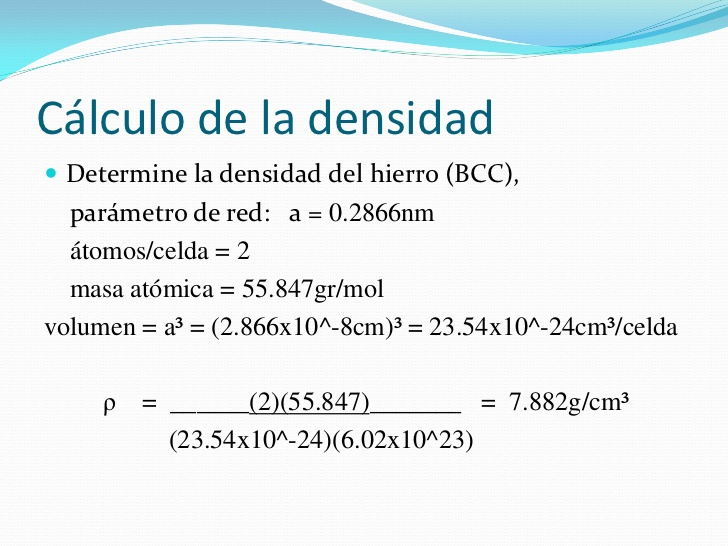 Cálculo de la densidad
Determine la densidad del hierro (BCC),
parámetro de red: a = 0.2866nm
átomos/celda = 2
masa atómica = 55.847gr/mol
volumen = a³ = (2.866x10^-8cm)³ = 23.54x10^-24cm³/celda
ρ = ______(2)(55.847)_______ = 7.882g/cm³
(23.54x10^-24)(6.02x10^23)